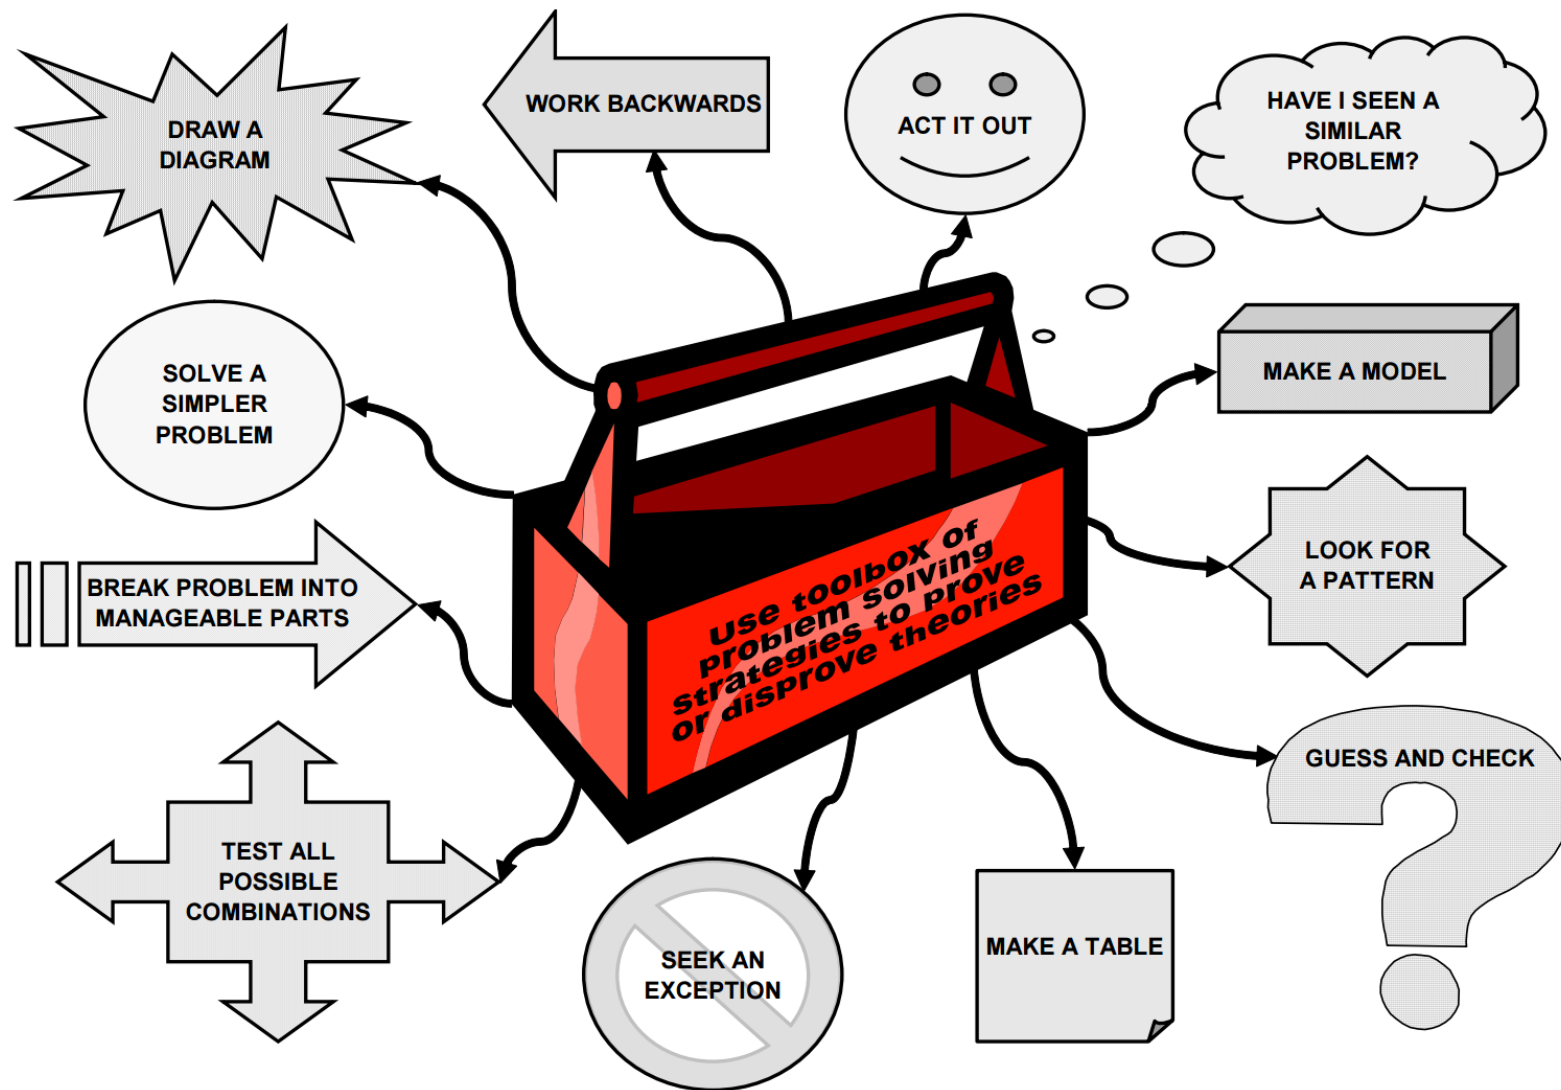 DRAW A
DIAGRAM
WORK BACKWARDS
ACT IT OUT
HAVE I SEEN A
SIMILAR
PROBLEM?
SOLVE A
SIMPLER
PROBLEM
MAKE A MODEL
BREAK PROBLEM INTO
MANAGEABLE PARTS
Use toolbox of
problem solving
strategies to prove
or disprove theories
LOOK FOR
A PATTERN
GUESS AND CHECK
TEST ALL
POSSIBLE
COMBINATIONS
SEEK AN
EXCEPTION
MAKE A TABLE